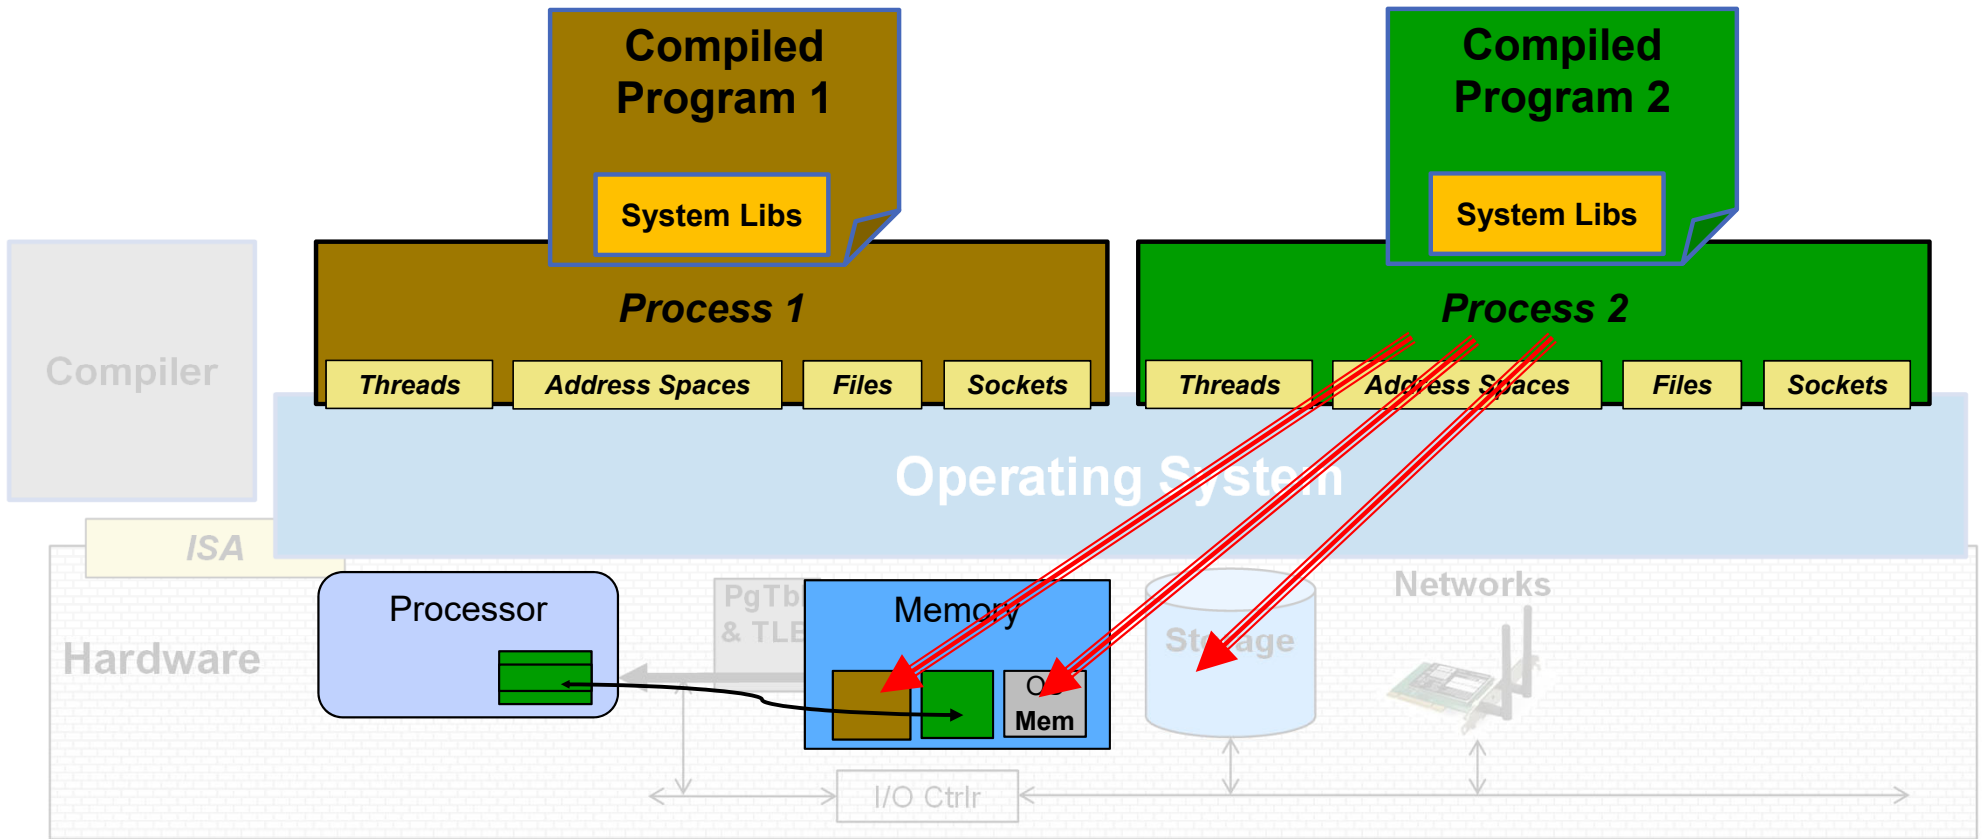 Compiled
Program 1
System Libs
Compiled
Program 2
System Libs
Process 1
Process 2
Compiler
Threads
Address Spaces
Files
Sockets
Threads
Address Spaces
Files
Sockets
Operating System
ISA
Hardware
Processor
PgTbl
& TLB
Memory
OS
Mem
Storage
Networks
I/O Ctrlr